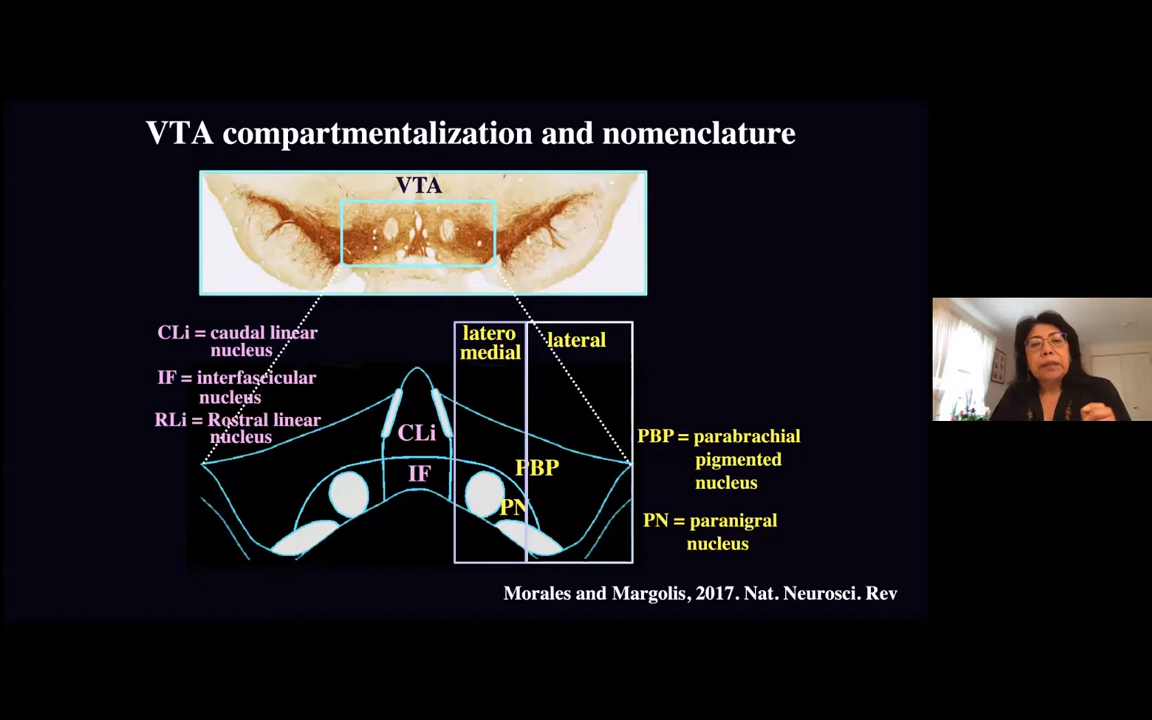 VTA compartmentalization and nomenclature
VTA
CLi = caudal linear
nucleus
IF = interfascicular
nucleus
RLi = Rostral linear
nucleus
latero
medial
lateral
CLi
IF
PBP
PN
PBP = parabrachial
pigmented
nucleus
PN = paranigral
nucleus
Morales and Margolis, 2017. Nat. Neurosci. Rev